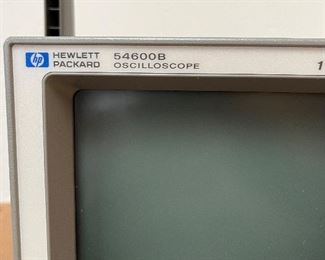 hp HEWLETT 54600B
PACKARD OSCILLOSCOPE 1